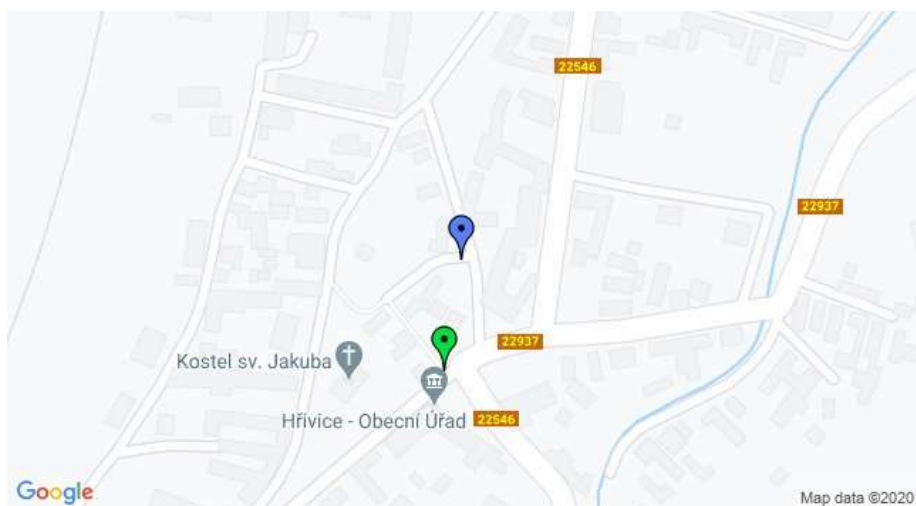 22546
22937
22937
Kostel sv. Jakuba
Hřivice - Obecní Úřad
22546
Google
Map data ©2020